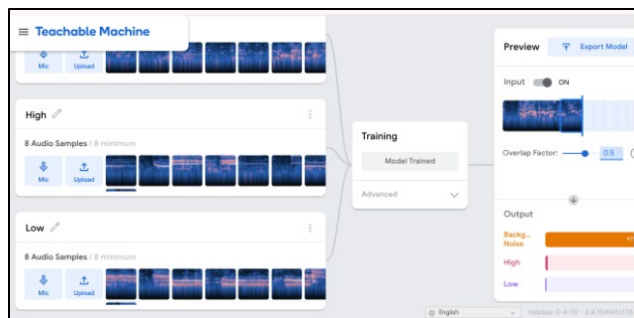 Teachable Machine
Mic
Upload
High
8 Audio Samples / 8 minimum
Mic
Upload
Low
8 Audio Samples / 8 minimum
Mic
Upload
Training
Model Trained
Advanced
Preview
Export Model
Input
ON
Overlap Factor:
0.5
Output
Backg...
Noise
High
Low
English